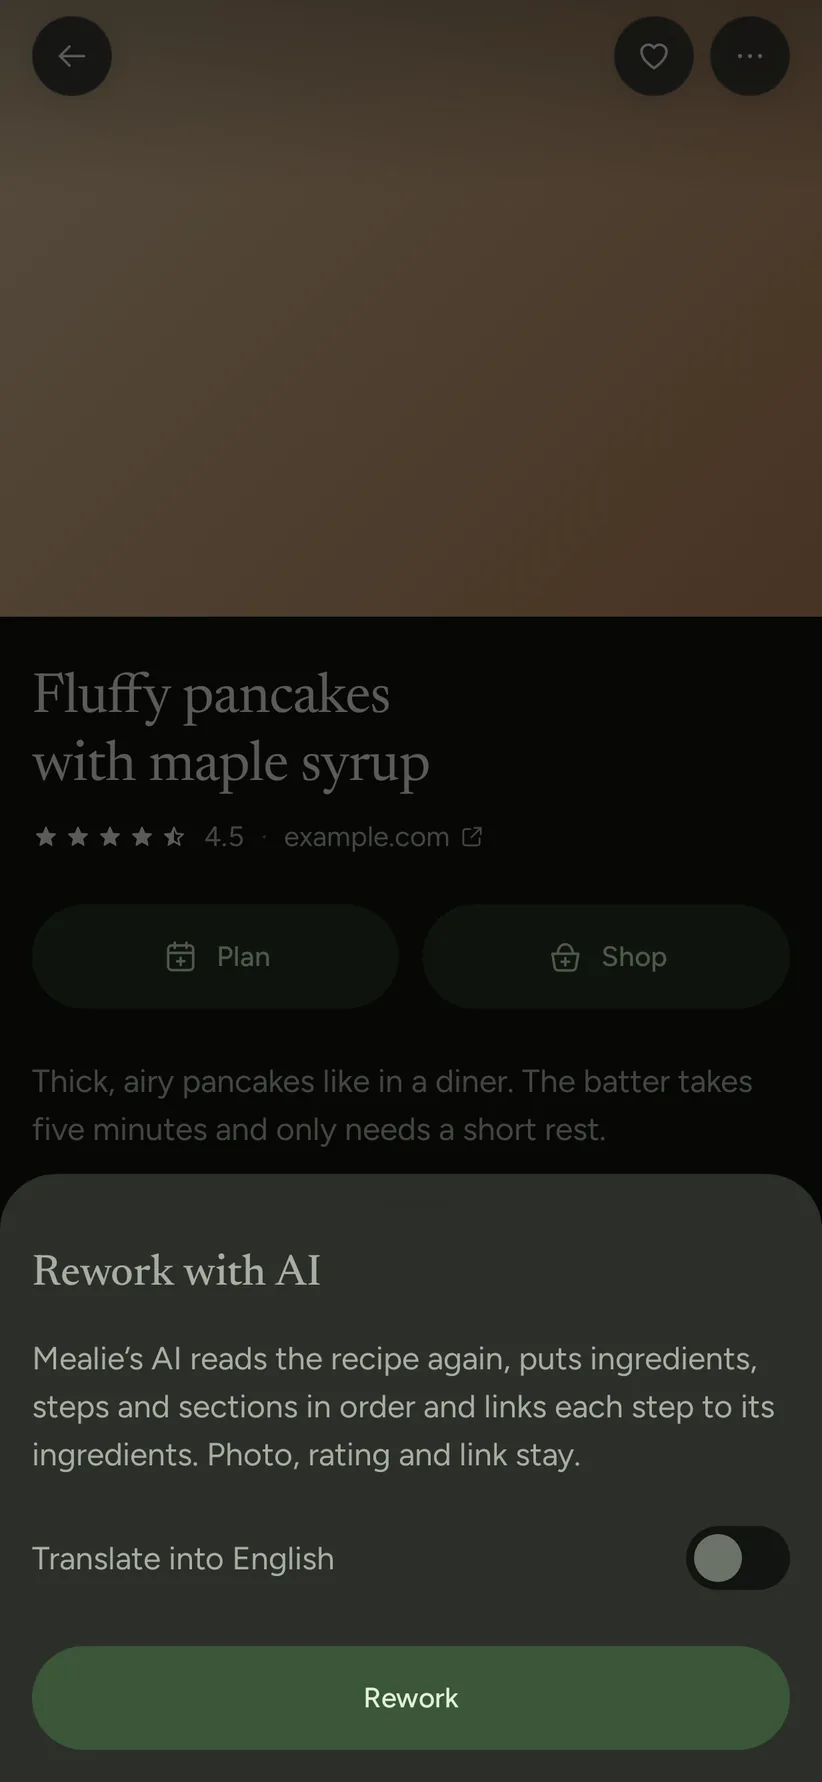 Fluffy pancakes
with maple syrup
4.5 · example.com
Plan
Shop
Thick, airy pancakes like in a diner. The batter takes
five minutes and only needs a short rest.
Rework with AI
Mealie’s AI reads the recipe again, puts ingredients,
steps and sections in order and links each step to its
ingredients. Photo, rating and link stay.
Translate into English
Rework